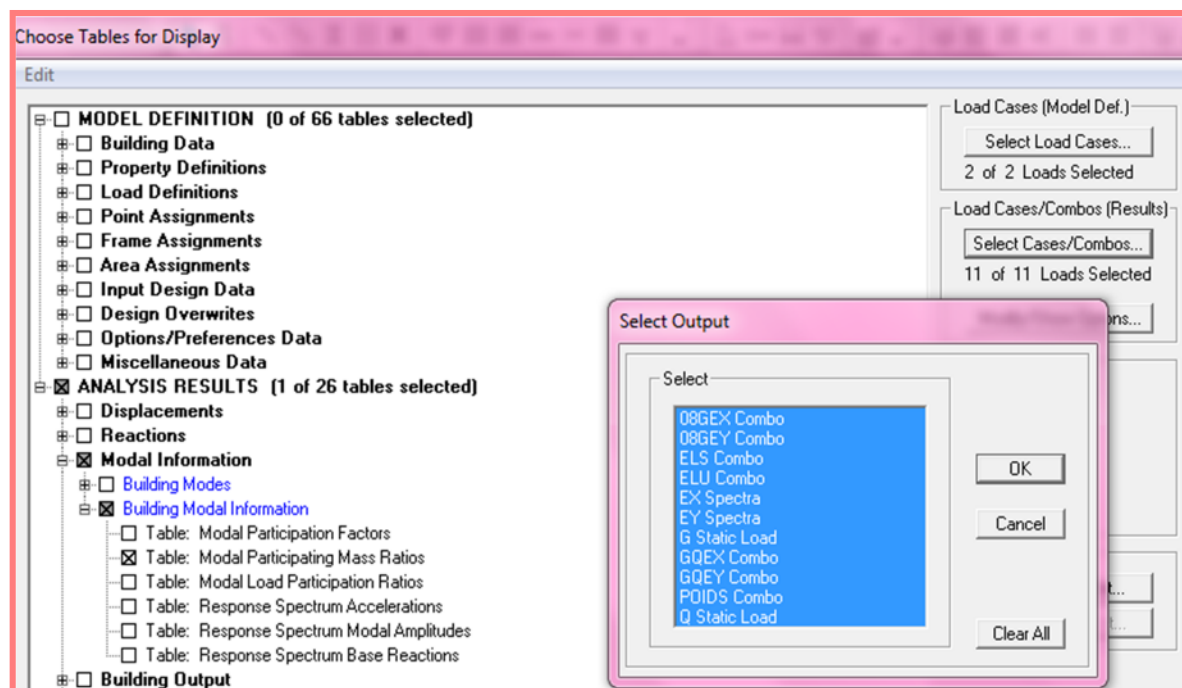 Choose Tables for Display
Edit
MODEL DEFINITION (0 of 66 tables selected)
Building Data
Property Definitions
Load Definitions
Point Assignments
Frame Assignments
Area Assignments
Input Design Data
Design Overwrites
Options/Preferences Data
Miscellaneous Data
ANALYSIS RESULTS (1 of 26 tables selected)
Displacements
Reactions
Modal Information
Building Modes
Building Modal Information
Table: Modal Participation Factors
Table: Modal Participating Mass Ratios
Table: Modal Load Participation Ratios
Table: Response Spectrum Accelerations
Table: Response Spectrum Modal Amplitudes
Table: Response Spectrum Base Reactions
Building Output
Load Cases (Model Def.)
Select Load Cases...
2 of 2 Loads Selected
Load Cases/Combos (Results)
Select Cases/Combos...
11 of 11 Loads Selected
Select Output
Select
08GEX Combo
08GEY Combo
ELS Combo
ELU Combo
EX Spectra
EY Spectra
G Static Load
GQEX Combo
GQEY Combo
POIDS Combo
Q Static Load
OK
Cancel
Clear All